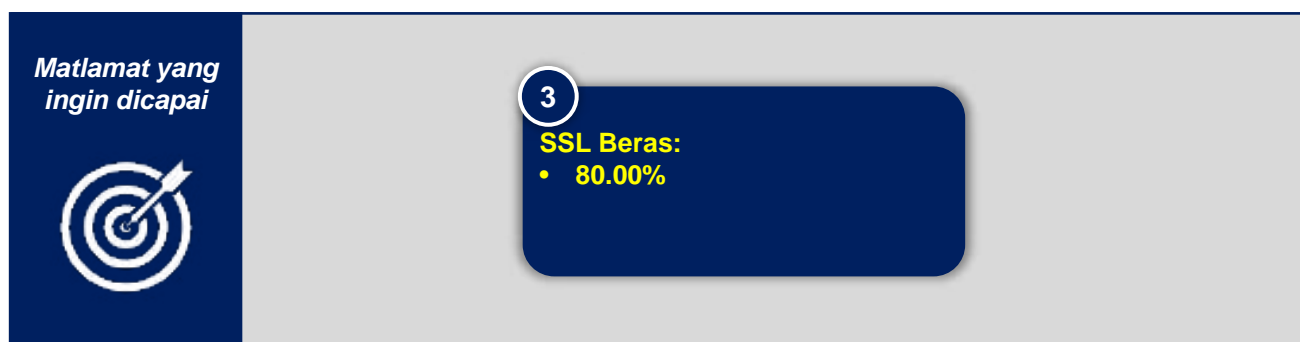 Matlamat yang
ingin dicapai
3
SSL Beras:
• 80.00%